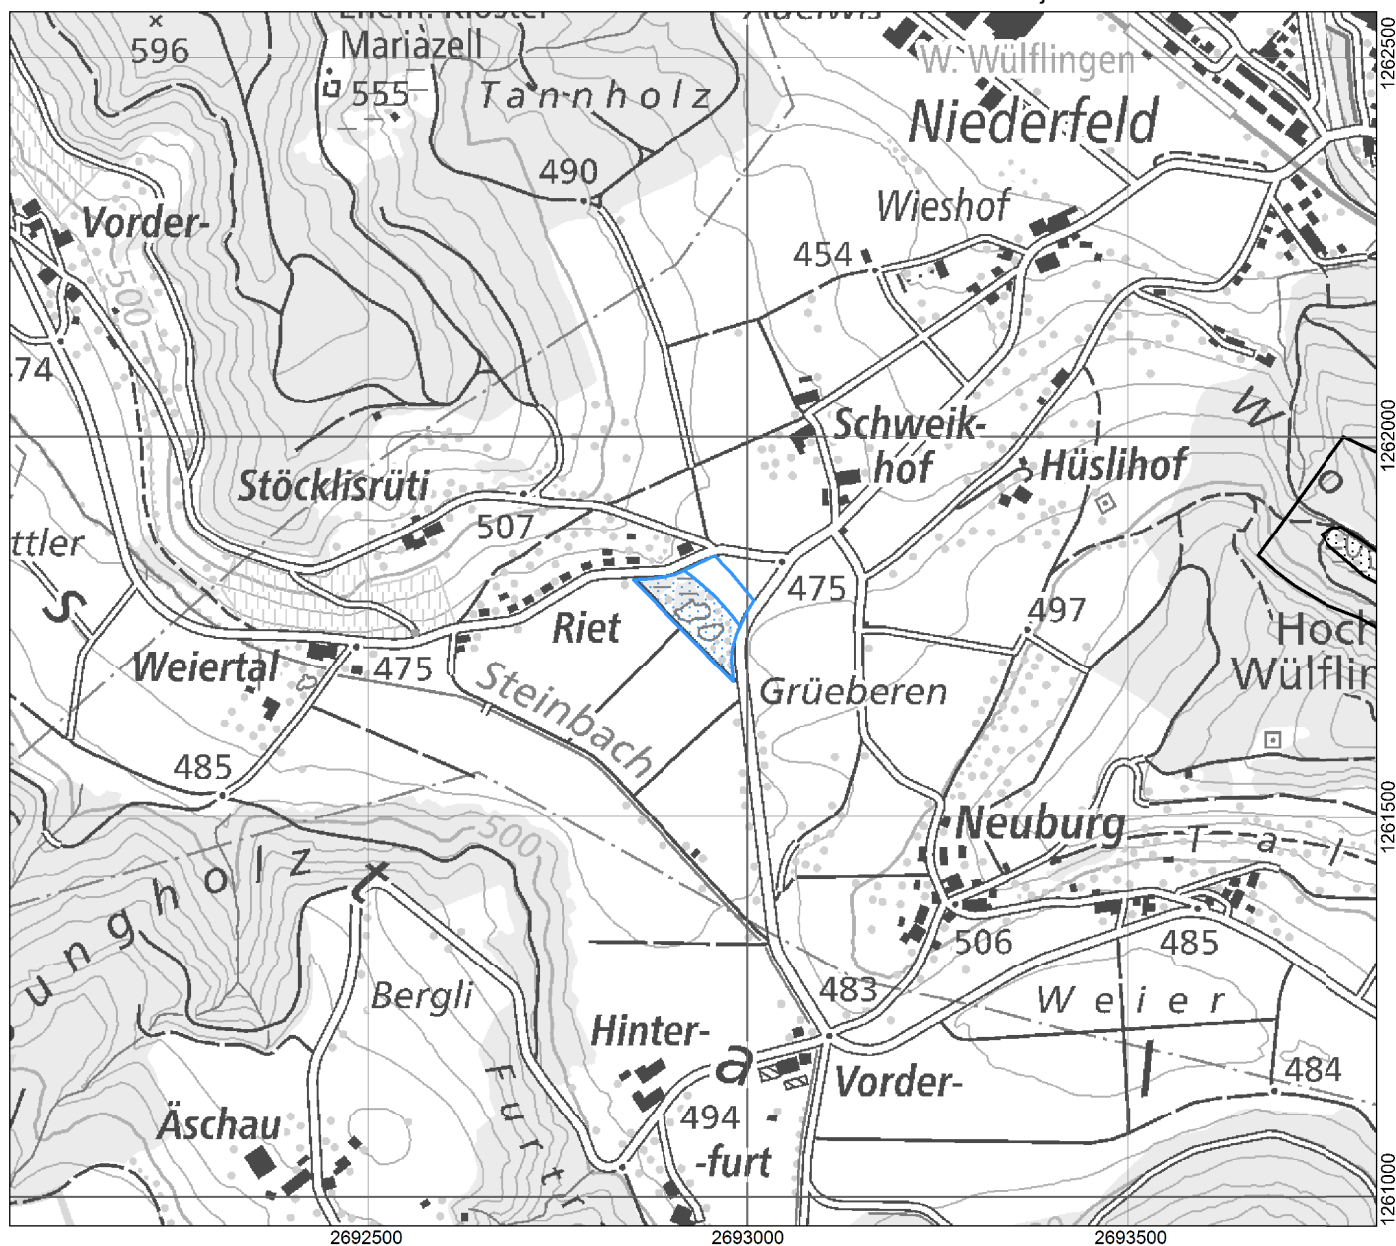 Mariazell
596
555
Tannholz
W. Wülflingen
Niederfeld
490
Wieshof
Vorder-
454
500
74
Schweik-
hof
Hüslihof
W
o
Stöcklisrüti
507
ttler
S
475
497
Riet
Hoch
Wülflin
Weiertal
475
Steinbach
Grüeberen
485
500
Neuburg
Tal
ungholz
t
506
485
Bergli
483
Weier
Hinter-
a
Vorder-
l
484
Furt
Äschau
494
-furt
2692500
2693000
2693500
1262500
1262000
1261500
1261000